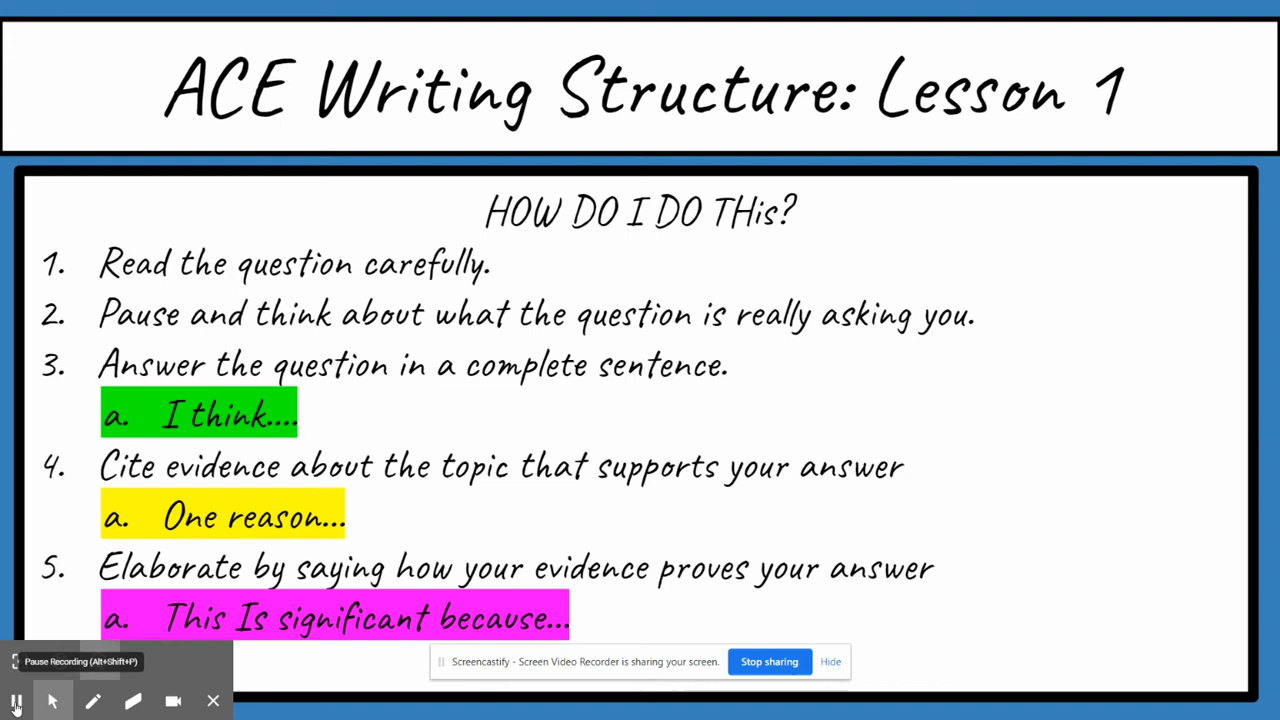 ACE Writing Structure: Lesson 1
HOW DO I DO THis?
1. Read the question carefully.
2. Pause and think about what the question is really asking you.
3. Answer the question in a complete sentence.
a. I think....
4. Cite evidence about the topic that supports your answer
a. One reason...
5. Elaborate by saying how your evidence proves your answer
a. This Is significant because...
Pause Recording (Alt+Shift+P)
Screencastify - Screen Video Recorder is sharing your screen. Stop sharing Hide